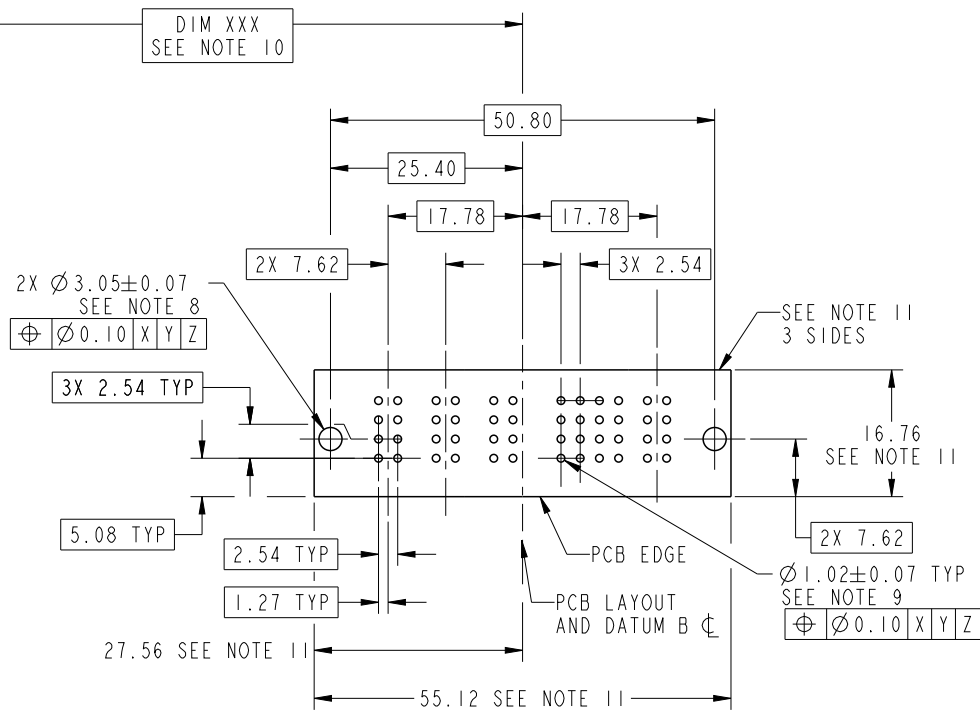 DIM XXX
SEE NOTE 10
50.80
25.40
17.78
17.78
2X 7.62
3X 2.54
2X Ø3.05±0.07
SEE NOTE 8
⌖ Ø0.10 X Y Z
SEE NOTE 11
3 SIDES
3X 2.54 TYP
16.76
SEE NOTE 11
5.08 TYP
2.54 TYP
PCB EDGE
2X 7.62
1.27 TYP
Ø1.02±0.07 TYP
SEE NOTE 9
⌖ Ø0.10 X Y Z
PCB LAYOUT
AND DATUM B ℄
27.56 SEE NOTE 11
55.12 SEE NOTE 11